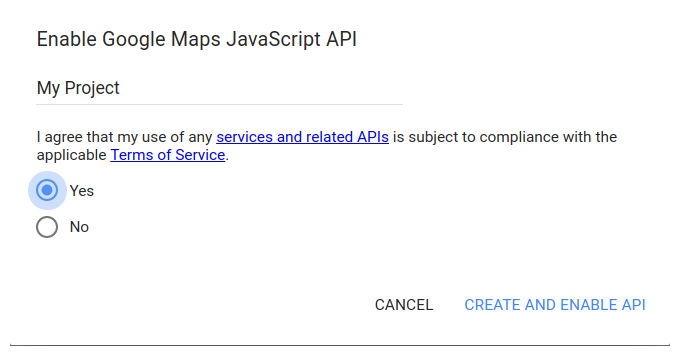 Enable Google Maps JavaScript API
My Project
I agree that my use of any services and related APIs is subject to compliance with the
applicable Terms of Service.
Yes
No
CANCEL CREATE AND ENABLE API